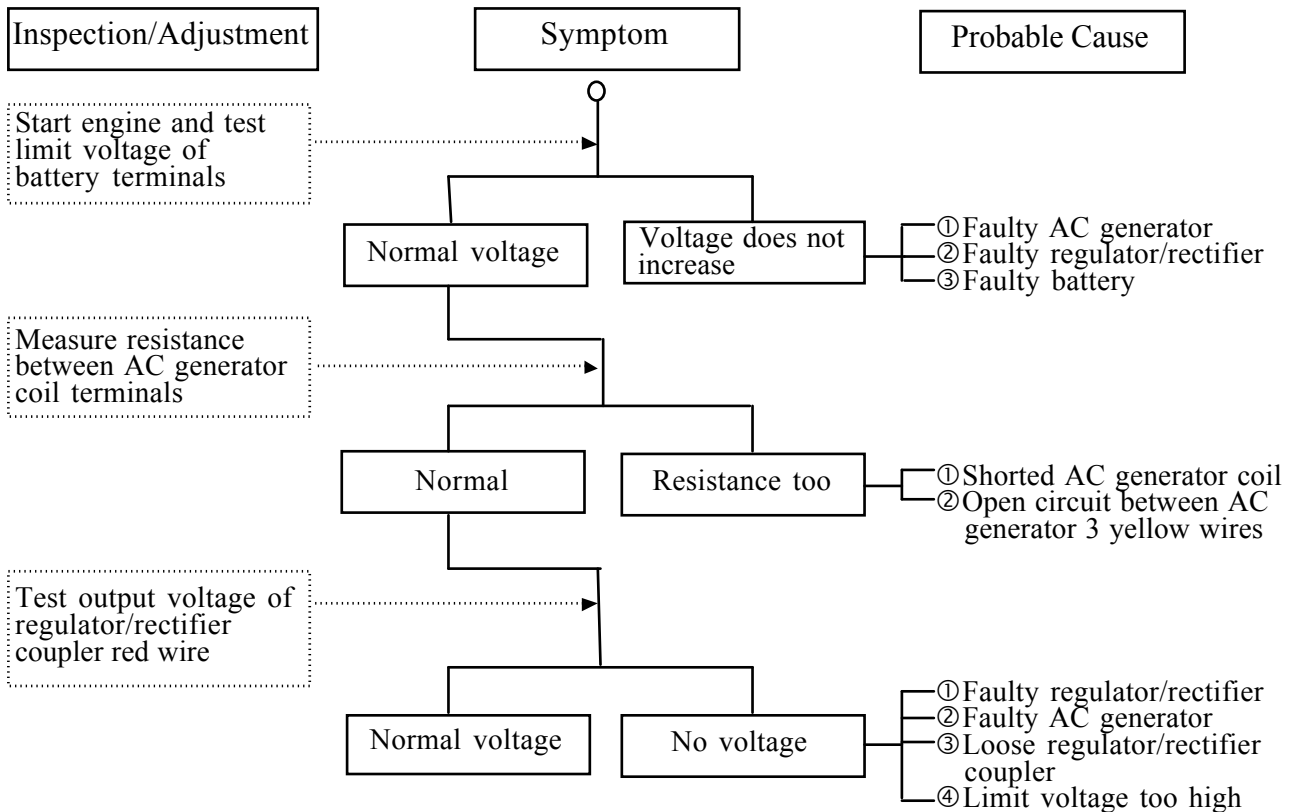 Inspection/Adjustment
Symptom
Probable Cause
Start engine and test
limit voltage of
battery terminals
Normal voltage
Voltage does not
increase
①Faulty AC generator
②Faulty regulator/rectifier
③Faulty battery
Measure resistance
between AC generator
coil terminals
Normal
Resistance too
①Shorted AC generator coil
②Open circuit between AC
generator 3 yellow wires
Test output voltage of
regulator/rectifier
coupler red wire
Normal voltage
No voltage
①Faulty regulator/rectifier
②Faulty AC generator
③Loose regulator/rectifier
coupler
④Limit voltage too high